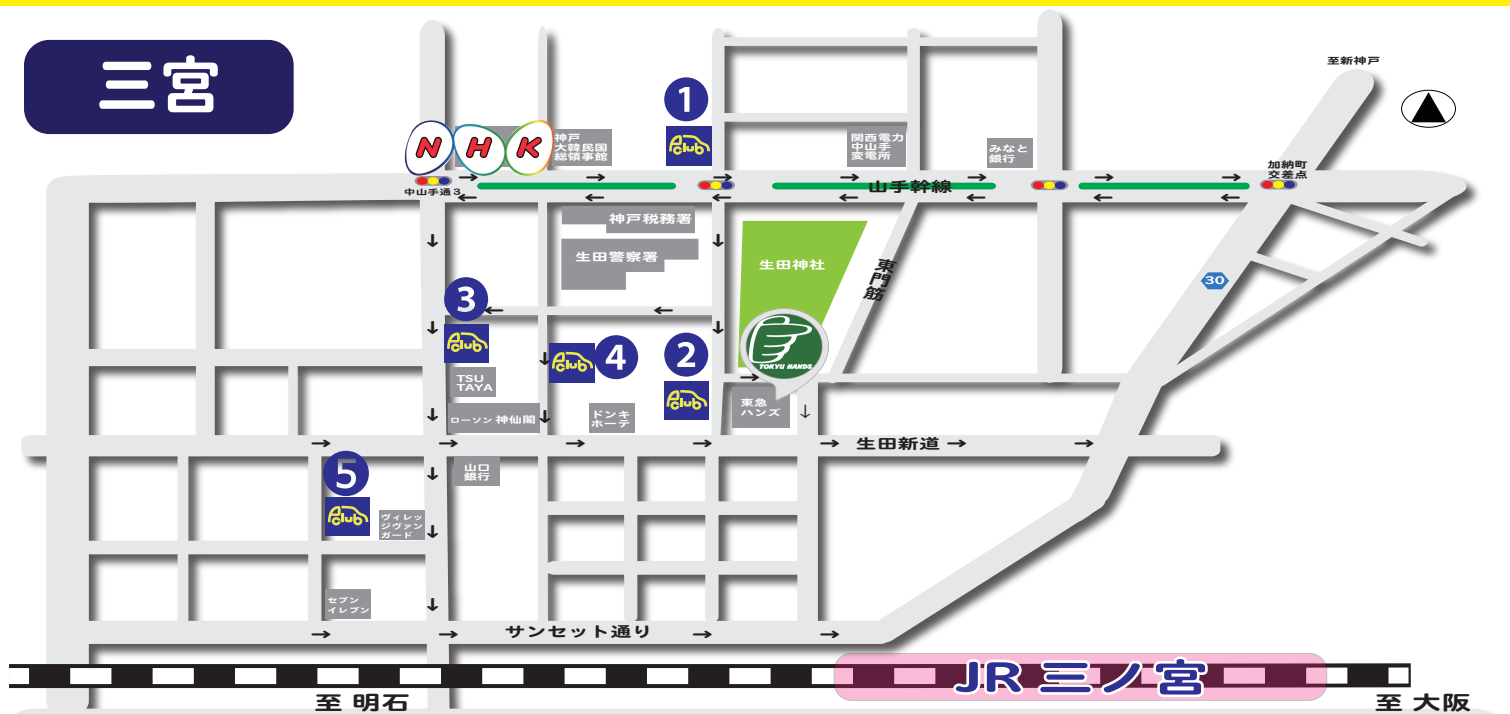 三宮
至新神戸
1
Pclub
NHK
神戸
大韓民国
総領事館
関西電力
中山手
変電所
みなと
銀行
加納町
交差点
中山手通3
山手幹線
神戸税務署
生田警察署
生田神社
東門筋
30
3
Pclub
4
Pclub
2
Pclub
TOKYU HANDS
TSU
TAYA
東急
ハンズ
ローソン 神仙閣
ドンキ
ホーテ
生田新道
山口
銀行
5
Pclub
ヴィレッ
ジヴァン
ガード
セブン
イレブン
サンセット通り
JR 三ノ宮
至 明石
至 大阪